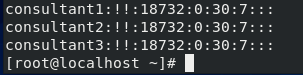 consultant1:!!:18732:0:30:7:::
consultant2:!!:18732:0:30:7:::
consultant3:!!:18732:0:30:7:::
[root@localhost ~]#